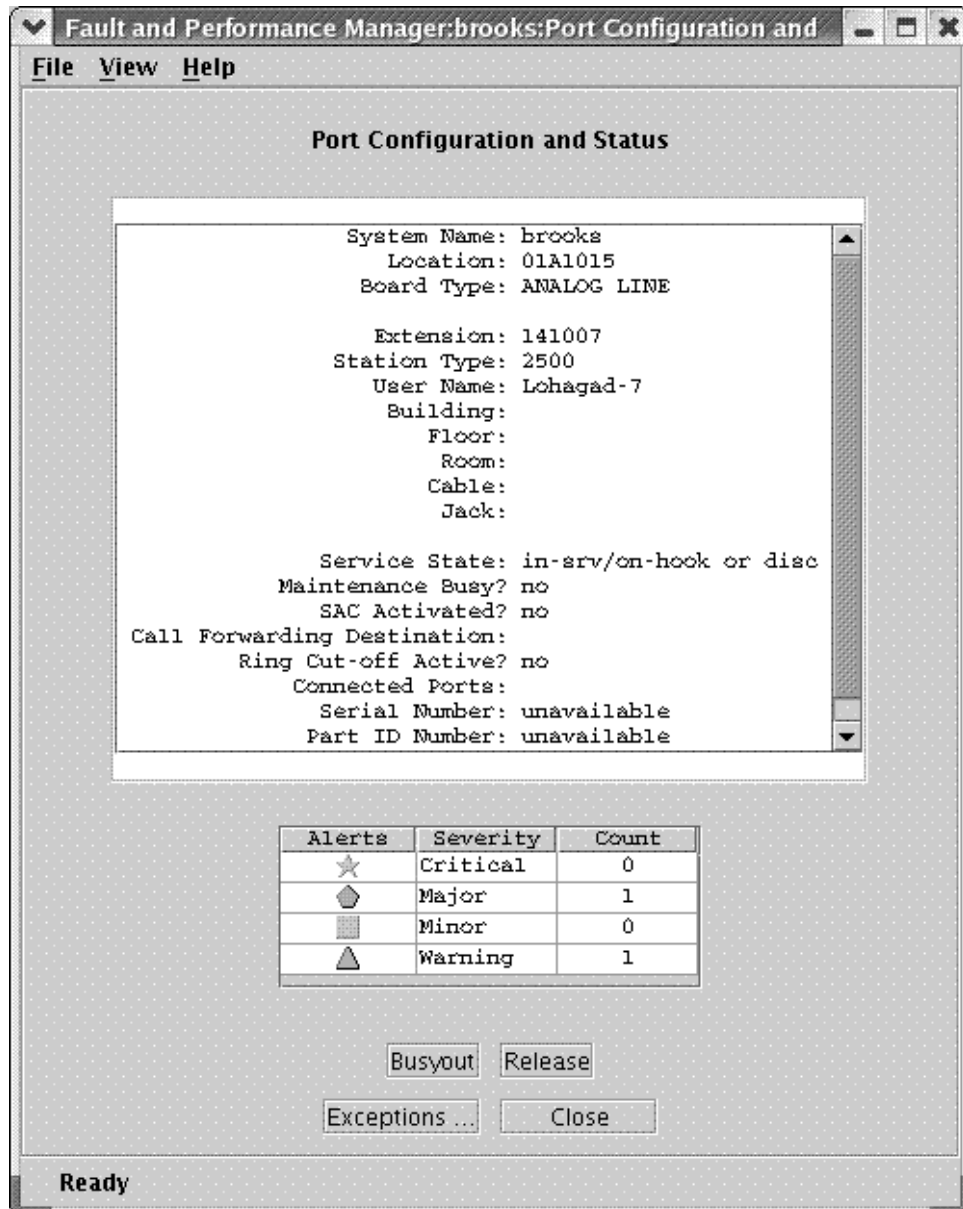 Fault and Performance Manager:brooks:Port Configuration and
File View Help
Port Configuration and Status
System Name: brooks
Location: 01A1015
Board Type: ANALOG LINE
Extension: 141007
Station Type: 2500
User Name: Lohagad-7
Building:
Floor:
Room:
Cable:
Jack:
Service State: in-srv/on-hook or disc
Maintenance Busy? no
SAC Activated? no
Call Forwarding Destination:
Ring Cut-off Active? no
Connected Ports:
Serial Number: unavailable
Part ID Number: unavailable
Alerts Severity Count
Critical 0
Major 1
Minor 0
Warning 1
Busyout Release
Exceptions ... Close
Ready